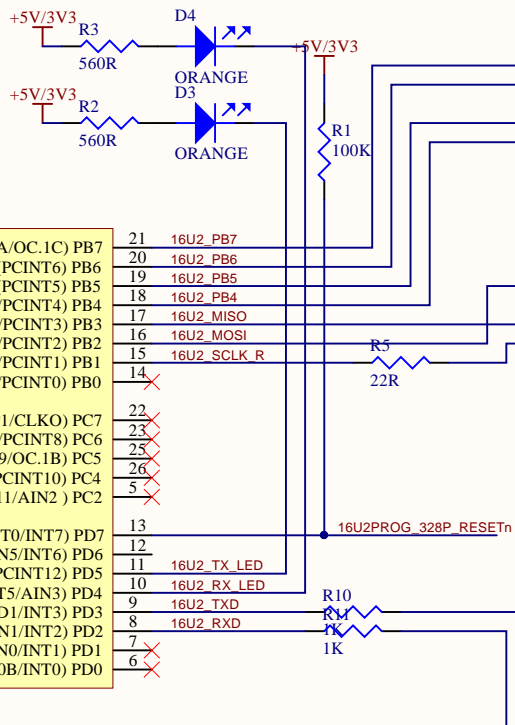 +5V/3V3
R3
560R
D4
ORANGE
+5V/3V3
+5V/3V3
R2
560R
D3
ORANGE
R1
100K
A/OC.1C) PB7
21
16U2_PB7
PCINT6) PB6
20
16U2_PB6
PCINT5) PB5
19
16U2_PB5
/PCINT4) PB4
18
16U2_PB4
/PCINT3) PB3
17
16U2_MISO
/PCINT2) PB2
16
16U2_MOSI
/PCINT1) PB1
15
16U2_SCLK_R
R5
22R
/PCINT0) PB0
14
1/CLKO) PC7
22
/PCINT8) PC6
23
9/OC.1B) PC5
25
PCINT10) PC4
26
11/AIN2 ) PC2
5
T0/INT7) PD7
13
16U2PROG_328P_RESETn
N5/INT6) PD6
12
PCINT12) PD5
11
16U2_TX_LED
T5/AIN3) PD4
10
16U2_RX_LED
D1/INT3) PD3
9
16U2_TXD
R10
1K
N1/INT2) PD2
8
16U2_RXD
R11
1K
N0/INT1) PD1
7
0B/INT0) PD0
6